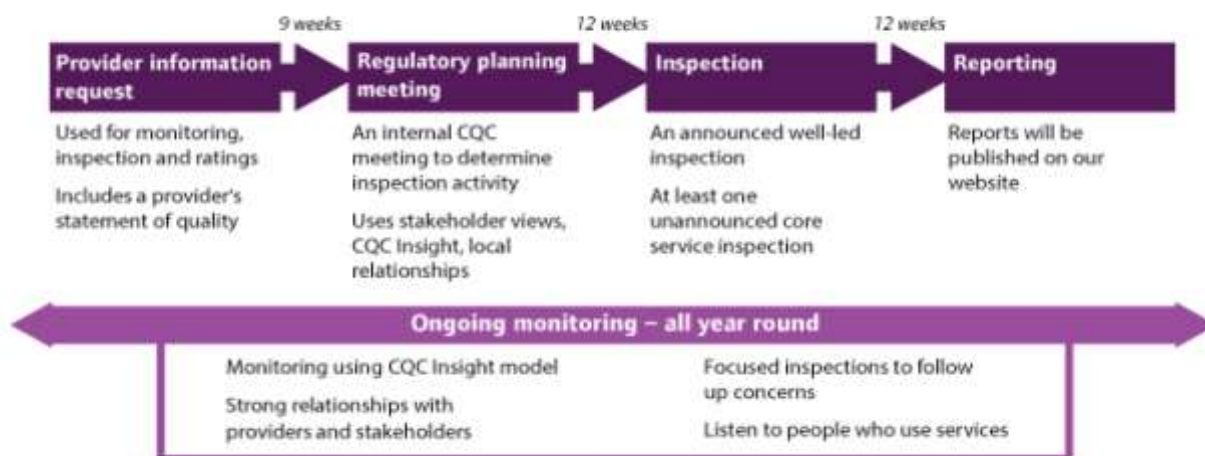 9 weeks
12 weeks
12 weeks
Provider information
request
Regulatory planning
meeting
Inspection
Reporting
Used for monitoring,
inspection and ratings
Includes a provider's
statement of quality
An internal CQC
meeting to determine
inspection activity
Uses stakeholder views,
CQC Insight, local
relationships
An announced well-led
inspection
At least one
unannounced core
service inspection
Reports will be
published on our
website
Ongoing monitoring – all year round
Monitoring using CQC Insight model
Strong relationships with
providers and stakeholders
Focused inspections to follow
up concerns
Listen to people who use services